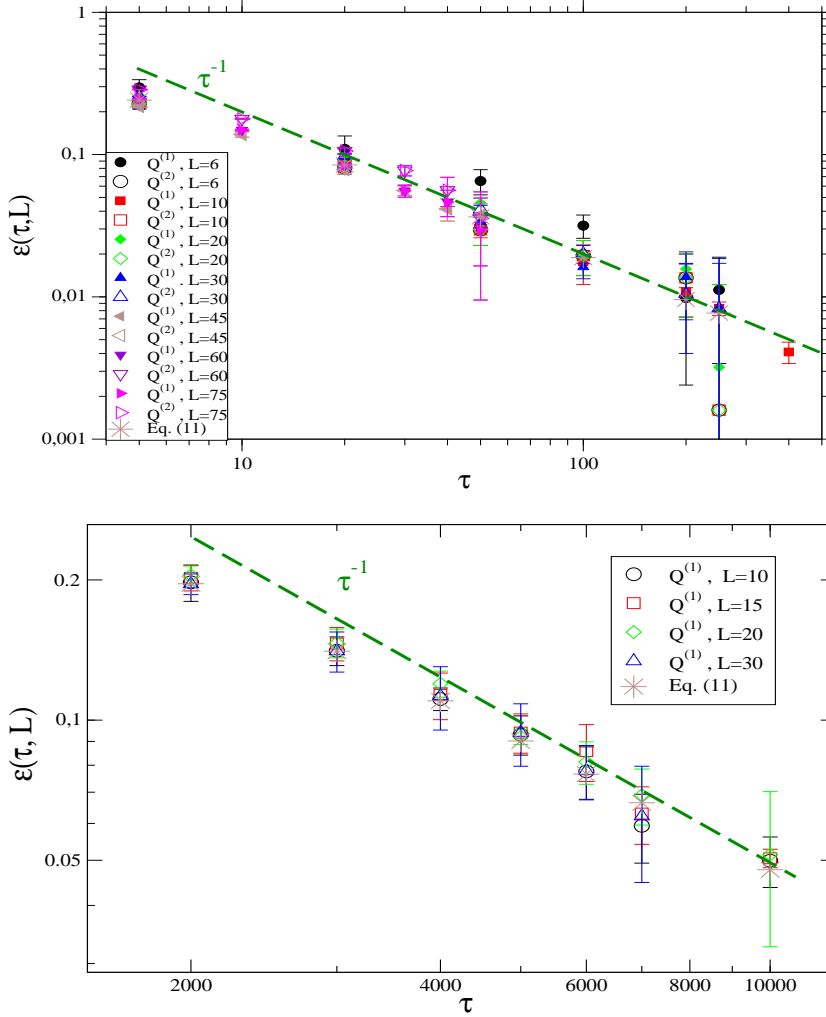 1
0.1
0.01
0,001
ε(τ,L)
τ⁻¹
Q⁽¹⁾, L=6
Q⁽²⁾, L=6
Q⁽¹⁾, L=10
Q⁽²⁾, L=10
Q⁽¹⁾, L=20
Q⁽²⁾, L=20
Q⁽¹⁾, L=30
Q⁽²⁾, L=30
Q⁽¹⁾, L=45
Q⁽²⁾, L=45
Q⁽¹⁾, L=60
Q⁽²⁾, L=60
Q⁽¹⁾, L=75
Q⁽²⁾, L=75
Eq. (11)
10 100
τ
0.2
0.1
0.05
ε(τ, L)
τ⁻¹
Q⁽¹⁾, L=10
Q⁽¹⁾, L=15
Q⁽¹⁾, L=20
Q⁽¹⁾, L=30
Eq. (11)
2000 4000 6000 8000 10000
τ